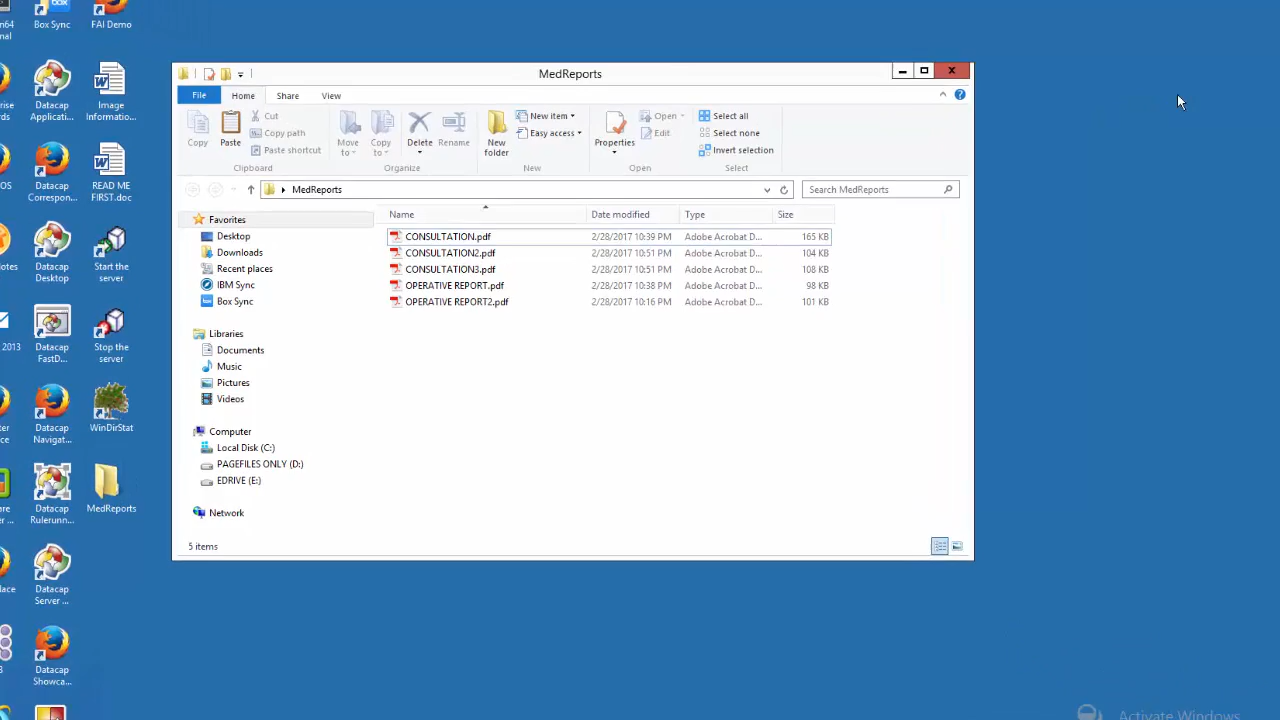 Box Sync
FAI Demo
MedReports
File
Home
Share
View
Copy
Paste
Cut
Copy path
Paste shortcut
Clipboard
Move
to
Copy
to
Delete
Rename
Organize
New
folder
New item
Easy access
New
Properties
Open
Edit
Open
Select all
Select none
Invert selection
Select
MedReports
Search MedReports
Favorites
Desktop
Downloads
Recent places
IBM Sync
Box Sync
Libraries
Documents
Music
Pictures
Videos
Computer
Local Disk (C:)
PAGEFILES ONLY (D:)
EDRIVE (E:)
Network
Name Date modified Type Size
CONSULTATION.pdf 2/28/2017 10:39 PM Adobe Acrobat D... 165 KB
CONSULTATION2.pdf 2/28/2017 10:51 PM Adobe Acrobat D... 104 KB
CONSULTATION3.pdf 2/28/2017 10:51 PM Adobe Acrobat D... 108 KB
OPERATIVE REPORT.pdf 2/28/2017 10:38 PM Adobe Acrobat D... 98 KB
OPERATIVE REPORT2.pdf 2/28/2017 10:16 PM Adobe Acrobat D... 101 KB
5 items
Datacap
Applicati...
Image
Informatio...
Datacap
Correspon...
READ ME
FIRST.doc
Datacap
Desktop
Start the
server
2013
Datacap
FastD...
Stop the
server
Datacap
Navigat...
WinDirStat
Datacap
Rulerunn...
MedReports
Datacap
Server ...
Datacap
Showca...
Activate Windows